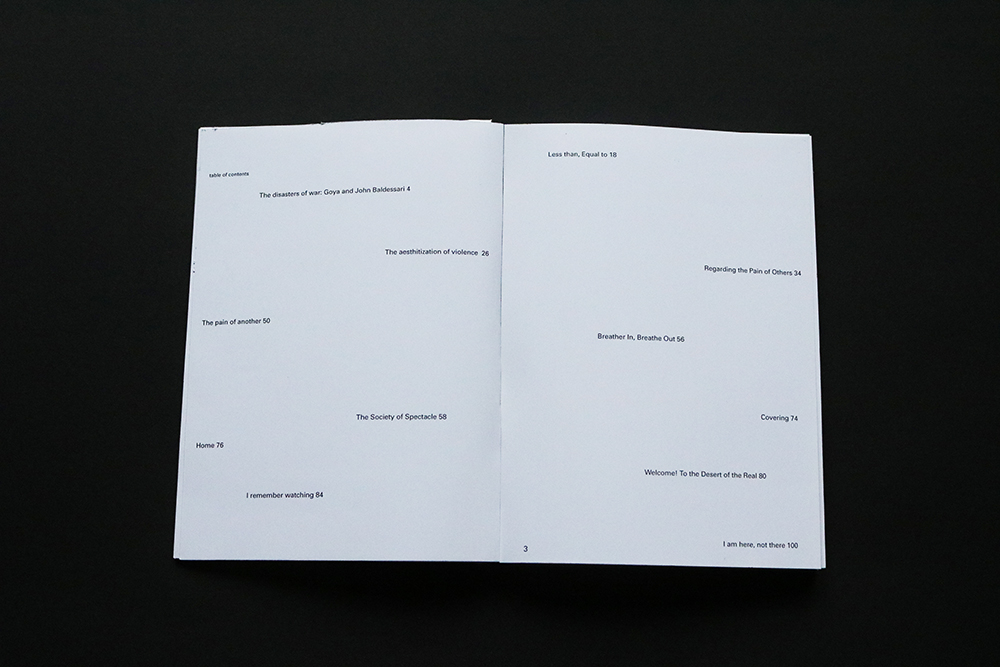 table of contents
The disasters of war: Goya and John Baldessari 4
The aesthitization of violence 26
The pain of another 50
The Society of Spectacle 58
Home 76
I remember watching 84
Less than, Equal to 18
Regarding the Pain of Others 34
Breather In, Breathe Out 56
Covering 74
Welcome! To the Desert of the Real 80
I am here, not there 100
3